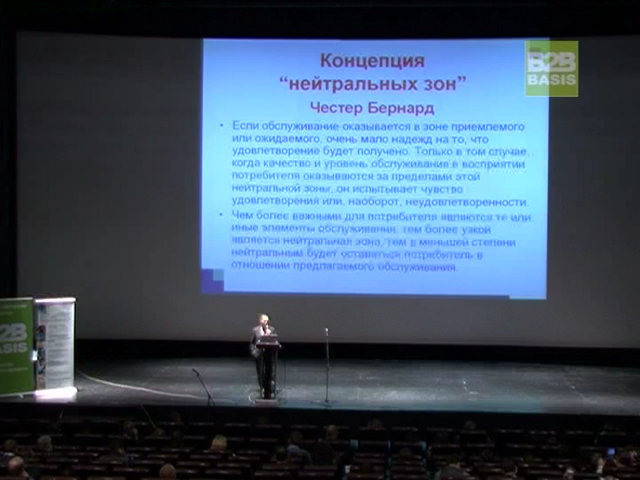 Концепция
“нейтральных зон”
Честер Бернард
• Если обслуживание оказывается в зоне приемлемого
или ожидаемого, очень мало надежд на то, что
удовлетворение будет получено. Только в том случае,
когда качество и уровень обслуживания в восприятии
потребителя оказываются за пределами этой
нейтральной зоны, он испытывает чувство
удовлетворения или, наоборот, неудовлетворенности.
• Чем более важными для потребителя являются те или
иные элементы обслуживания, тем более узкой
является нейтральная зона, тем в меньшей степени
нейтральным будет оставаться потребитель в
отношении предлагаемого обслуживания.
B2B
BASIS
B2B
BASIS